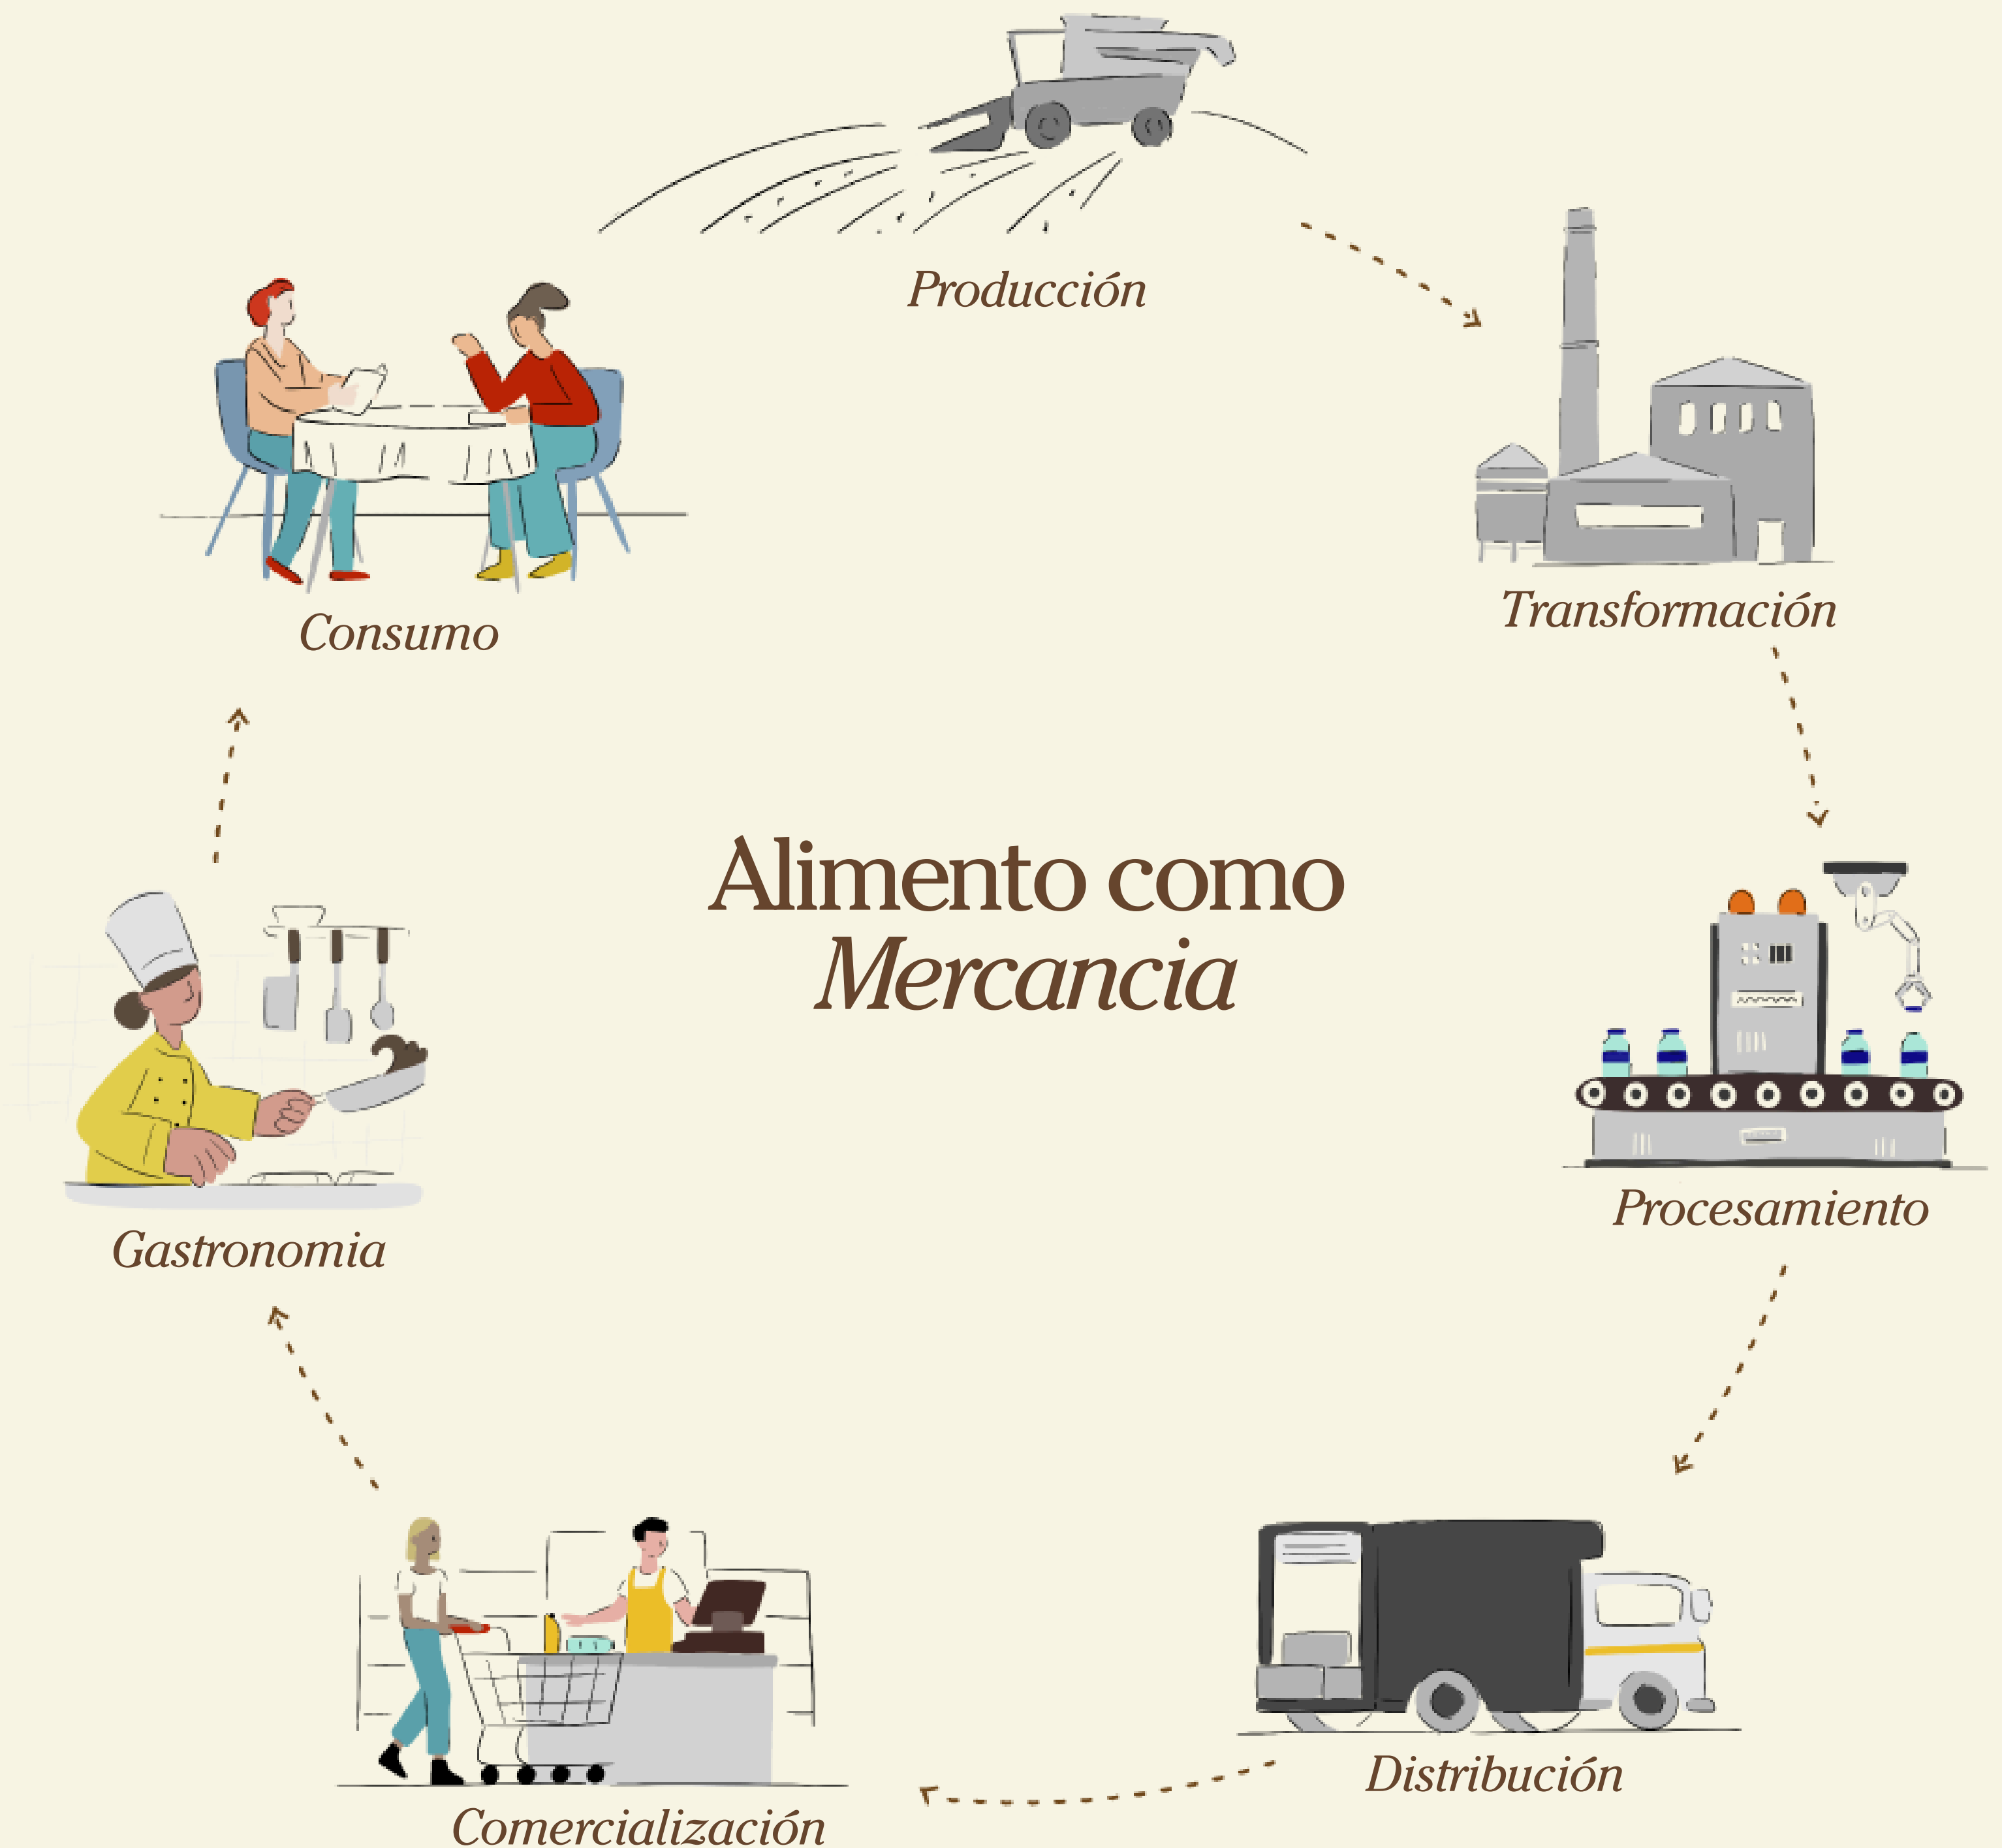 Producción
Transformación
Consumo
Alimento como
Mercancia
Procesamiento
Gastronomia
Distribución
Comercialización